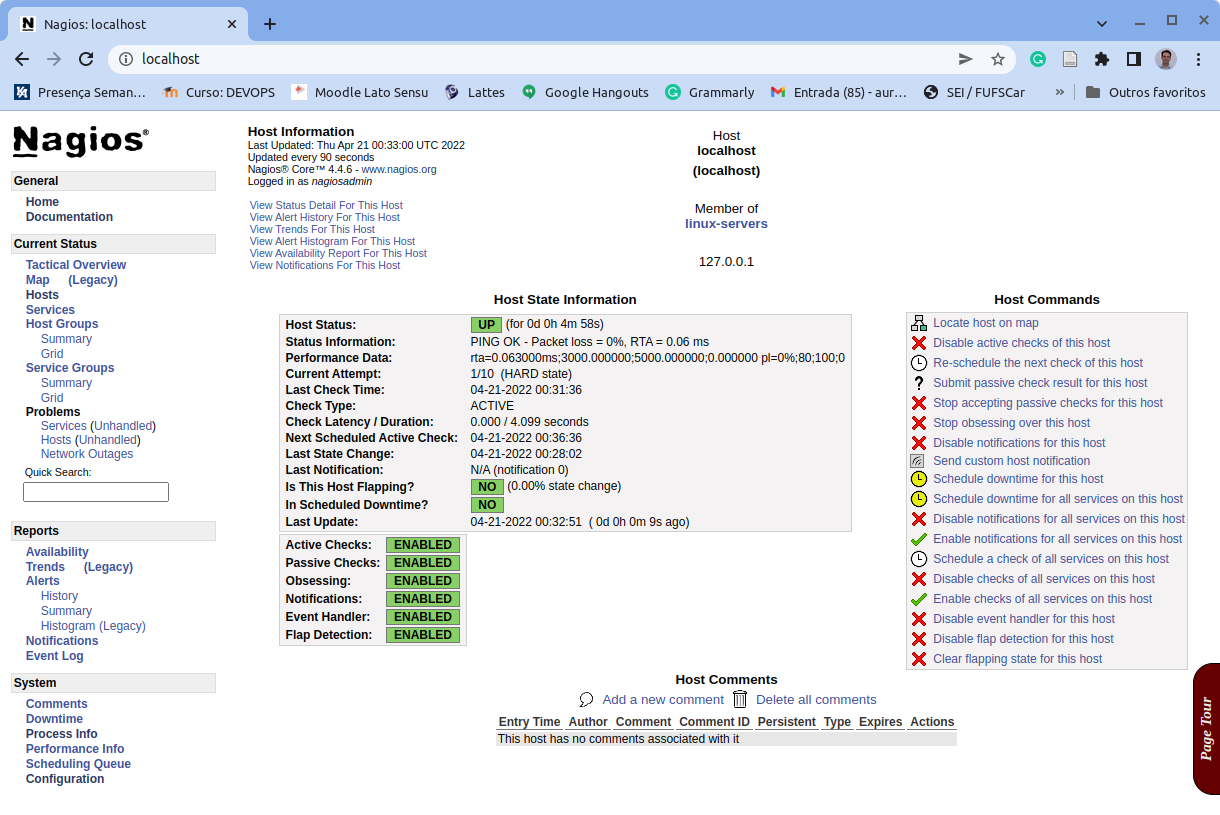 Nagios: localhost
localhost
Presença Seman...
Curso: DEVOPS
Moodle Lato Sensu
Lattes
Google Hangouts
Grammarly
Entrada (85) - aur...
SEI / FUFSCar
»
Outros favoritos
Nagios®
General
Home
Documentation
Current Status
Tactical Overview
Map (Legacy)
Hosts
Services
Host Groups
Summary
Grid
Service Groups
Summary
Grid
Problems
Services (Unhandled)
Hosts (Unhandled)
Network Outages
Quick Search:
Reports
Availability
Trends (Legacy)
Alerts
History
Summary
Histogram (Legacy)
Notifications
Event Log
System
Comments
Downtime
Process Info
Performance Info
Scheduling Queue
Configuration
Host Information
Last Updated: Thu Apr 21 00:33:00 UTC 2022
Updated every 90 seconds
Nagios® Core™ 4.4.6 - www.nagios.org
Logged in as nagiosadmin
View Status Detail For This Host
View Alert History For This Host
View Trends For This Host
View Alert Histogram For This Host
View Availability Report For This Host
View Notifications For This Host
Host
localhost
(localhost)
Member of
linux-servers
127.0.0.1
Host State Information
Host Status: UP (for 0d 0h 4m 58s)
Status Information: PING OK - Packet loss = 0%, RTA = 0.06 ms
Performance Data: rta=0.063000ms;3000.000000;5000.000000;0.000000 pl=0%;80;100;0
Current Attempt: 1/10 (HARD state)
Last Check Time: 04-21-2022 00:31:36
Check Type: ACTIVE
Check Latency / Duration: 0.000 / 4.099 seconds
Next Scheduled Active Check: 04-21-2022 00:36:36
Last State Change: 04-21-2022 00:28:02
Last Notification: N/A (notification 0)
Is This Host Flapping? NO (0.00% state change)
In Scheduled Downtime? NO
Last Update: 04-21-2022 00:32:51 ( 0d 0h 0m 9s ago)
Active Checks: ENABLED
Passive Checks: ENABLED
Obsessing: ENABLED
Notifications: ENABLED
Event Handler: ENABLED
Flap Detection: ENABLED
Host Commands
Locate host on map
Disable active checks of this host
Re-schedule the next check of this host
Submit passive check result for this host
Stop accepting passive checks for this host
Stop obsessing over this host
Disable notifications for this host
Send custom host notification
Schedule downtime for this host
Schedule downtime for all services on this host
Disable notifications for all services on this host
Enable notifications for all services on this host
Schedule a check of all services on this host
Disable checks of all services on this host
Enable checks of all services on this host
Disable event handler for this host
Disable flap detection for this host
Clear flapping state for this host
Host Comments
Add a new comment Delete all comments
Entry Time Author Comment Comment ID Persistent Type Expires Actions
This host has no comments associated with it
Page Tour